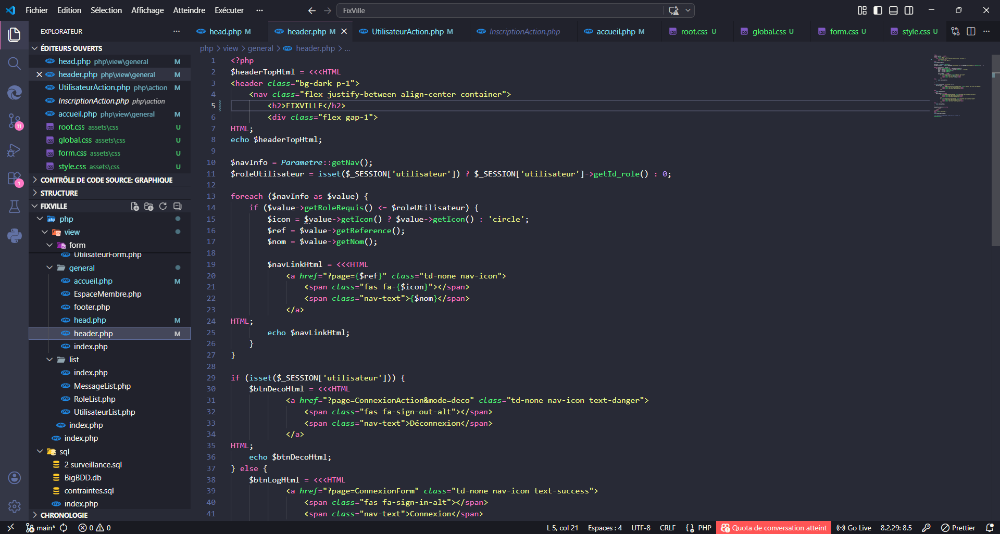 Fichier Edition Sélection Affichage Atteindre Exécuter ··· FixVille
EXPLORATEUR ···
head.php M header.php M UtilisateurAction.php M InscriptionAction.php accueil.php M root.css U global.css U form.css U style.css U ···
ÉDITEURS OUVERTS
head.php php\view\general M
header.php php\view\general M
UtilisateurAction.php php\action M
InscriptionAction.php php\action
accueil.php php\view\general M
root.css assets\css U
global.css assets\css U
form.css assets\css U
style.css assets\css U
11
1
CONTRÔLE DE CODE SOURCE: GRAPHIQUE
STRUCTURE
FIXVILLE
php
view
form
UtilisateurForm.php
general
accueil.php M
EspaceMembre.php
footer.php
head.php M
header.php M
index.php
list
index.php
MessageList.php
RoleList.php
UtilisateurList.php
index.php
index.php
sql
2 surveillance.sql
BigBDD.db
contraintes.sql
index.php
CHRONOLOGIE
php > view > general > header.php > ...
1 <?php
2 $headerTopHtml = <<<HTML
3 <header class="bg-dark p-1">
4 <nav class="flex justify-between align-center container">
5 <h2>FIXVILLE</h2>
6 <div class="flex gap-1">
7 HTML;
8 echo $headerTopHtml;
9
10 $navInfo = Parametre::getNav();
11 $roleUtilisateur = isset($_SESSION['utilisateur']) ? $_SESSION['utilisateur']->getId_role() : 0;
12
13 foreach ($navInfo as $value) {
14 if ($value->getRoleRequis() <= $roleUtilisateur) {
15 $icon = $value->getIcon() ? $value->getIcon() : 'circle';
16 $ref = $value->getReference();
17 $nom = $value->getNom();
18
19 $navLinkHtml = <<<HTML
20 <a href="?page={$ref}" class="td-none nav-icon">
21 <span class="fas fa-{$icon}"></span>
22 <span class="nav-text">{$nom}</span>
23 </a>
24 HTML;
25 echo $navLinkHtml;
26 }
27 }
28
29 if (isset($_SESSION['utilisateur'])) {
30 $btnDecoHtml = <<<HTML
31 <a href="?page=ConnexionAction&mode=deco" class="td-none nav-icon text-danger">
32 <span class="fas fa-sign-out-alt"></span>
33 <span class="nav-text">Déconnexion</span>
34 </a>
35 HTML;
36 echo $btnDecoHtml;
37 } else {
38 $btnLogHtml = <<<HTML
39 <a href="?page=ConnexionForm" class="td-none nav-icon text-success">
40 <span class="fas fa-sign-in-alt"></span>
41 <span class="nav-text">Connexion</span>
main* 0 0 L 5, col 21 Espaces : 4 UTF-8 CRLF {} PHP Quota de conversation atteint Go Live 8.2.29: 8.5 Prettier